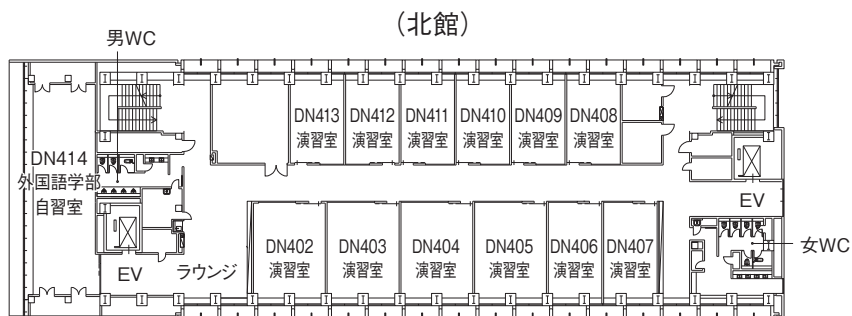 (北館)
男WC
DN413
演習室
DN412
演習室
DN411
演習室
DN410
演習室
DN409
演習室
DN408
演習室
DN414
外国語学部
自習室
EV
DN402
演習室
DN403
演習室
DN404
演習室
DN405
演習室
DN406
演習室
DN407
演習室
女WC
EV
ラウンジ